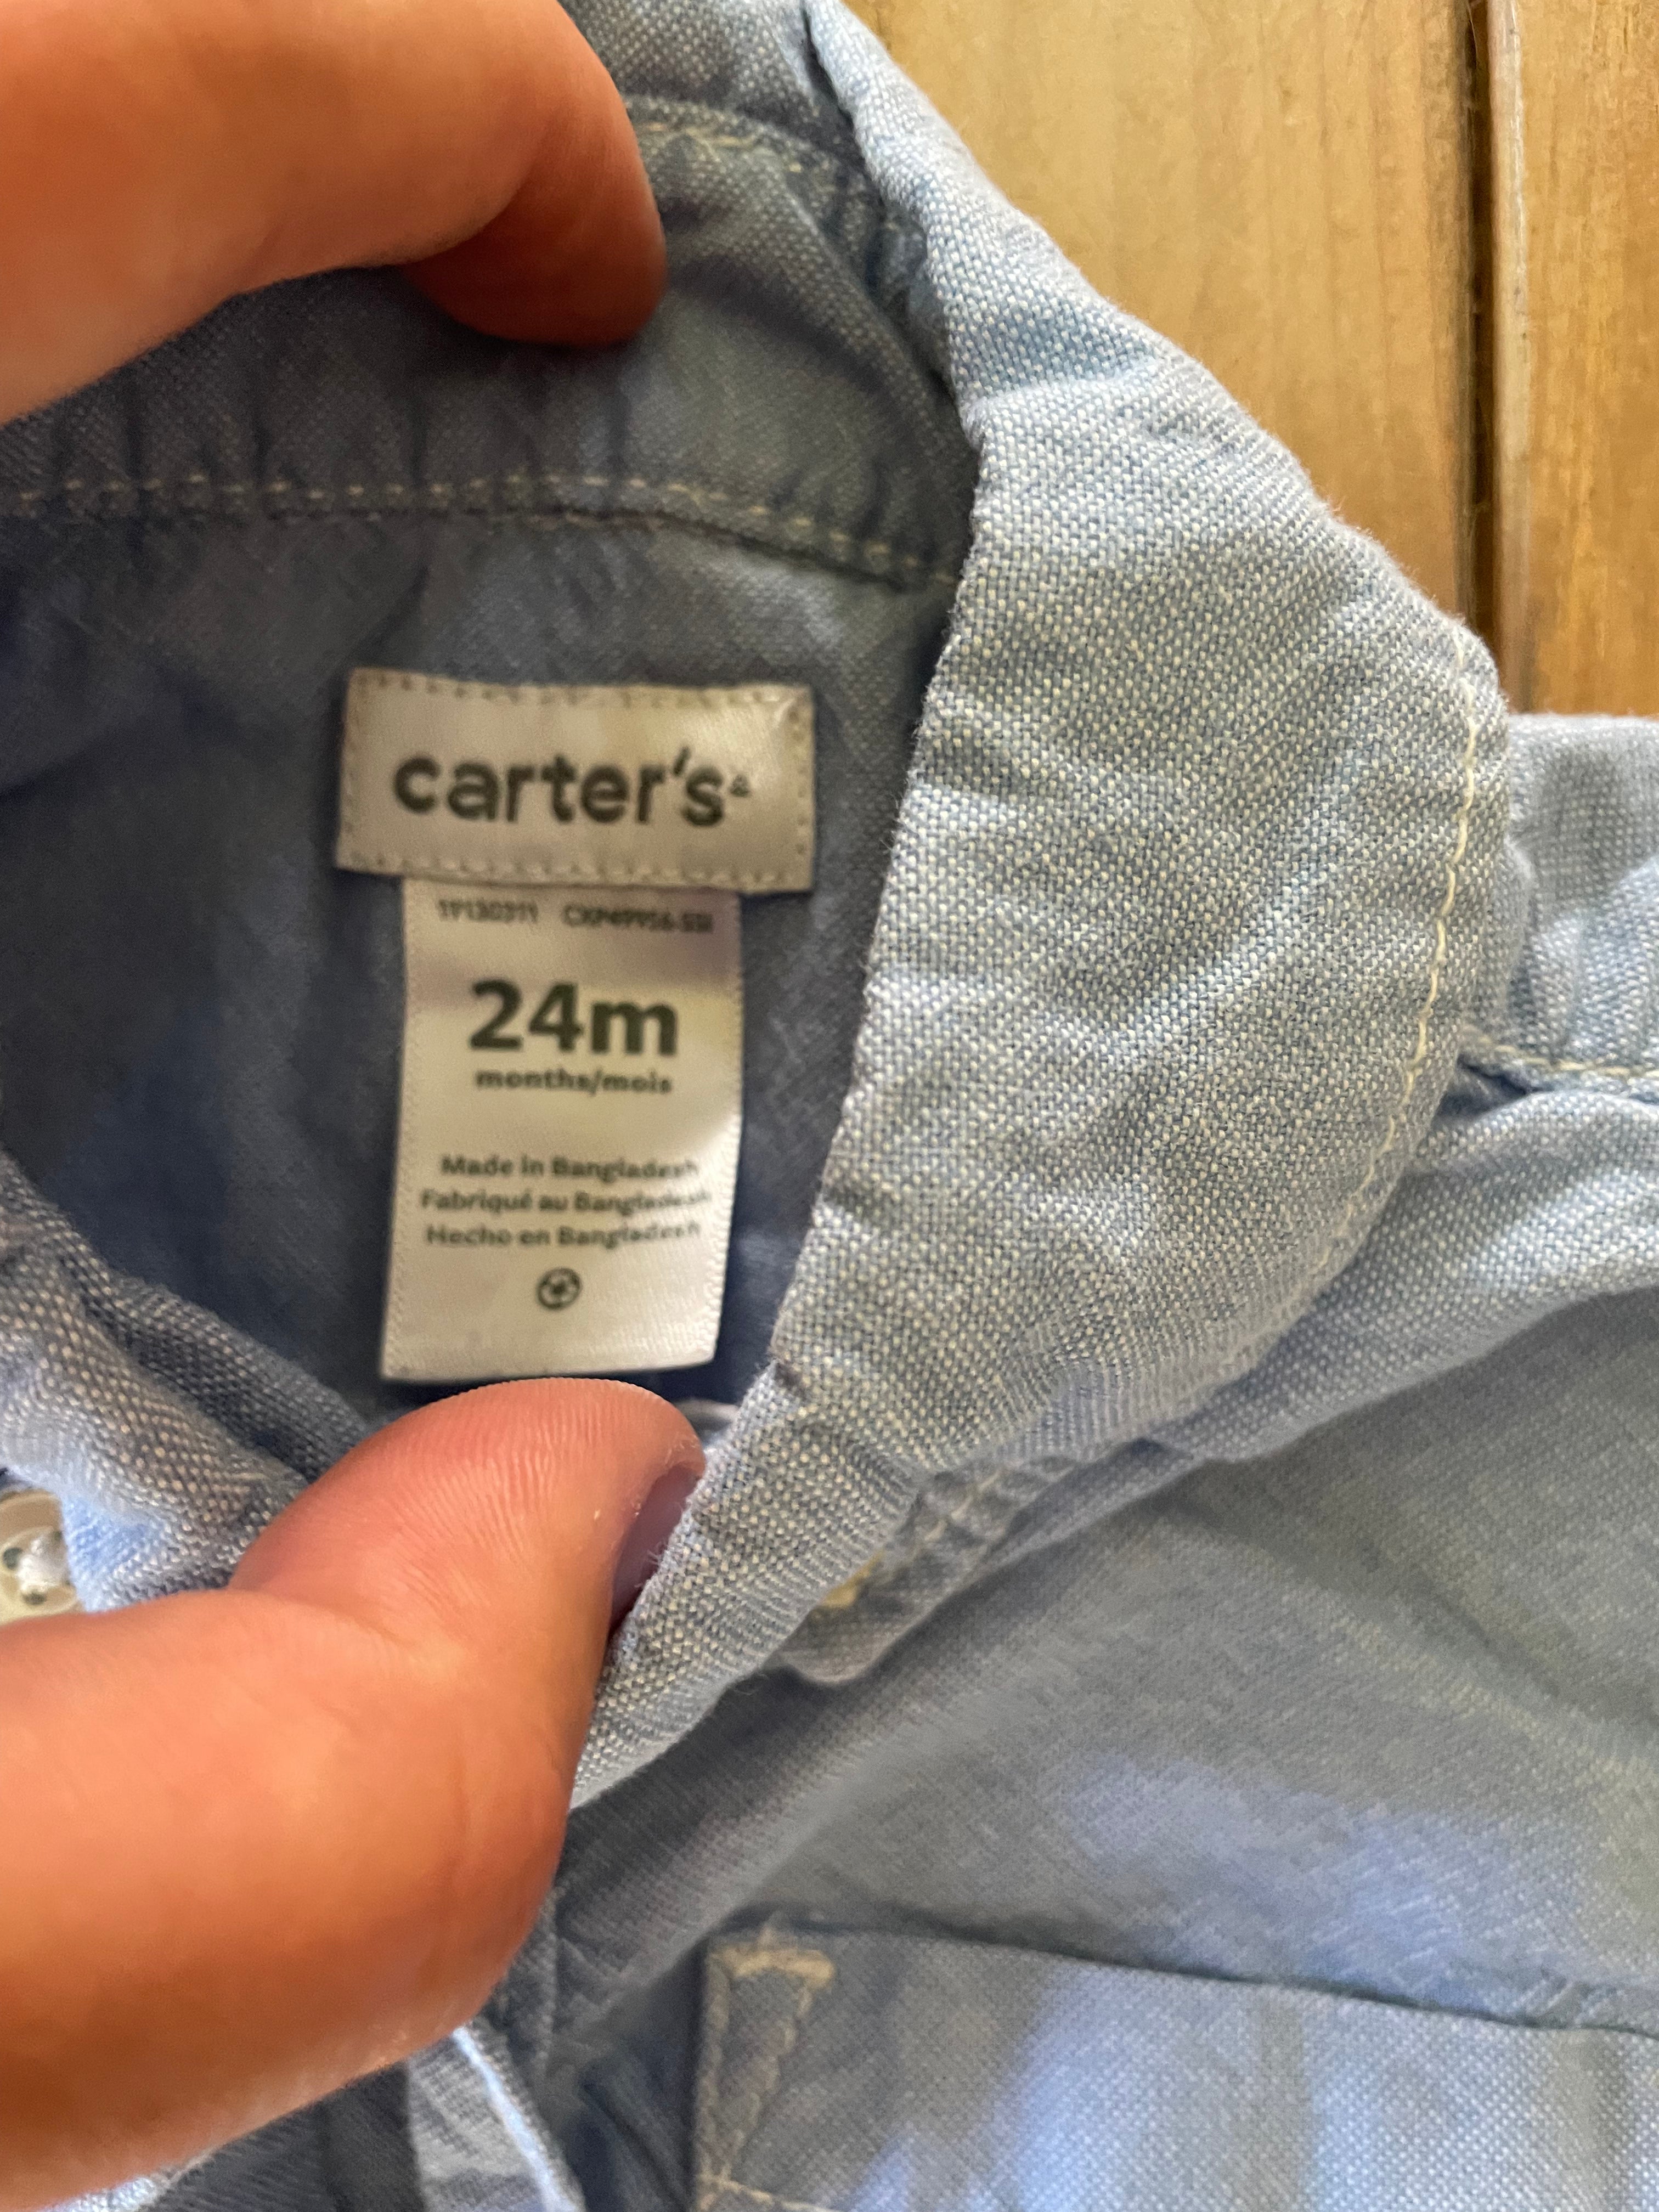 carter's
24m
months/mois
Made in Bangladesh
Fabriqué au Bangladesh
Hecho en Bangladesh